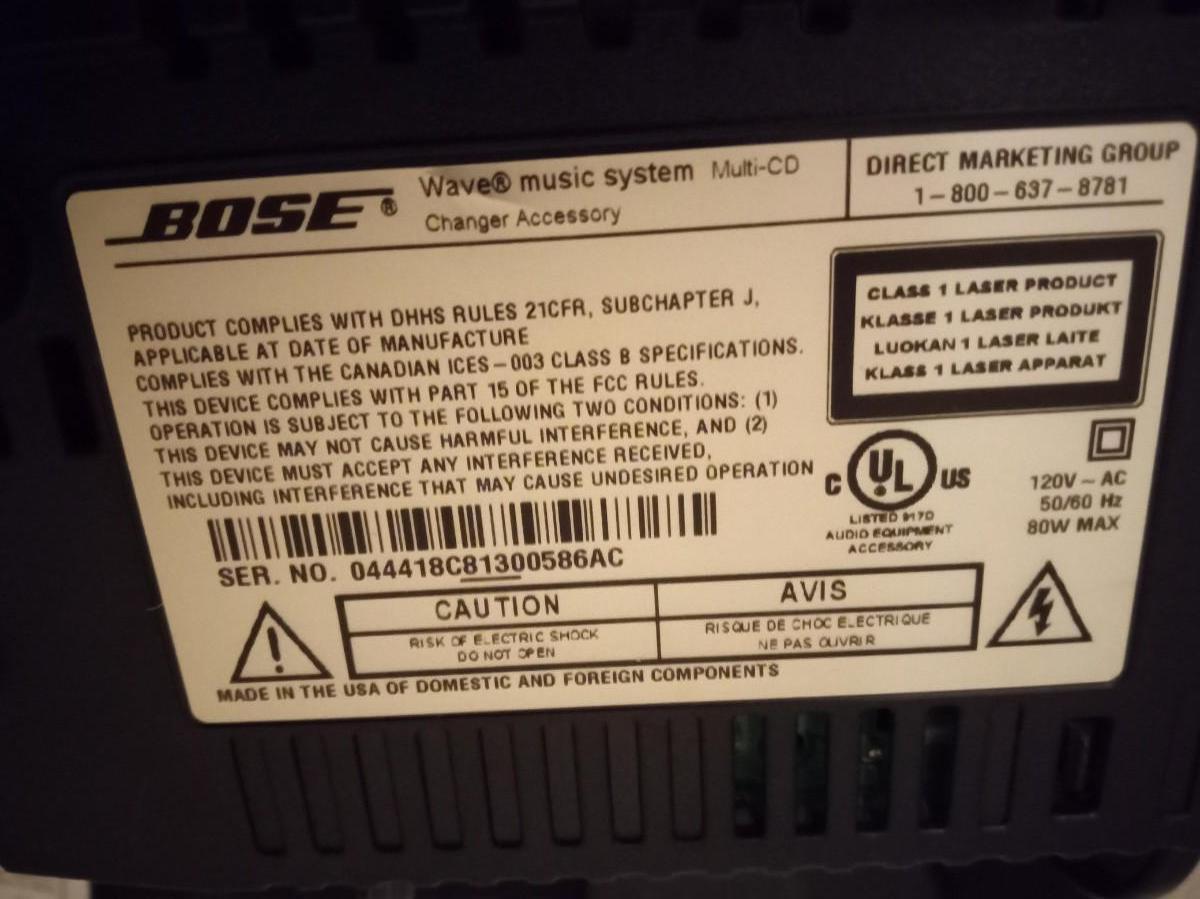 BOSE® Wave® music system Multi-CD
Changer Accessory
DIRECT MARKETING GROUP
1-800-637-8781
PRODUCT COMPLIES WITH DHHS RULES 21CFR, SUBCHAPTER J,
APPLICABLE AT DATE OF MANUFACTURE
COMPLIES WITH THE CANADIAN ICES-003 CLASS B SPECIFICATIONS.
THIS DEVICE COMPLIES WITH PART 15 OF THE FCC RULES.
OPERATION IS SUBJECT TO THE FOLLOWING TWO CONDITIONS: (1)
THIS DEVICE MAY NOT CAUSE HARMFUL INTERFERENCE, AND (2)
THIS DEVICE MUST ACCEPT ANY INTERFERENCE RECEIVED,
INCLUDING INTERFERENCE THAT MAY CAUSE UNDESIRED OPERATION
CLASS 1 LASER PRODUCT
KLASSE 1 LASER PRODUKT
LUOKAN 1 LASER LAITE
KLASS 1 LASER APPARAT
C UL US
LISTED 917D
AUDIO EQUIPMENT
ACCESSORY
120V ~ AC
50/60 Hz
80W MAX
SER. NO. 044418C81300586AC
CAUTION
RISK OF ELECTRIC SHOCK
DO NOT OPEN
AVIS
RISQUE DE CHOC ELECTRIQUE
NE PAS OUVRIR
MADE IN THE USA OF DOMESTIC AND FOREIGN COMPONENTS